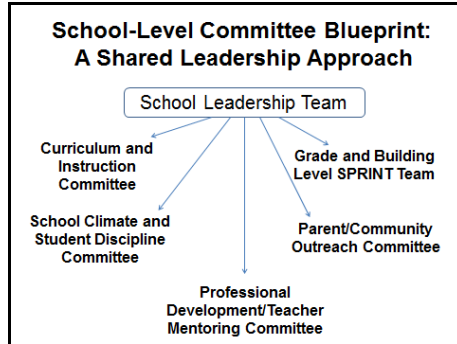 School-Level Committee Blueprint:
A Shared Leadership Approach
School Leadership Team
Curriculum and
Instruction
Committee
Grade and Building
Level SPRINT Team
School Climate and
Student Discipline
Committee
Parent/Community
Outreach Committee
Professional
Development/Teacher
Mentoring Committee